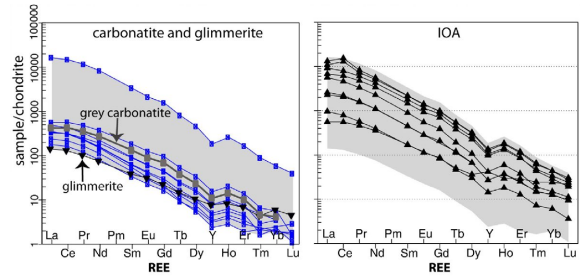 carbonatite and glimmerite
IOA
sample/chondrite
100000
10000
1000
100
10
1
grey carbonatite
glimmerite
La Pr Pm Eu Tb Y Er Yb
Ce Nd Sm Gd Dy Ho Tm Lu
REE
La Pr Pm Eu Tb Y Er Yb
Ce Nd Sm Gd Dy Ho Tm Lu
REE